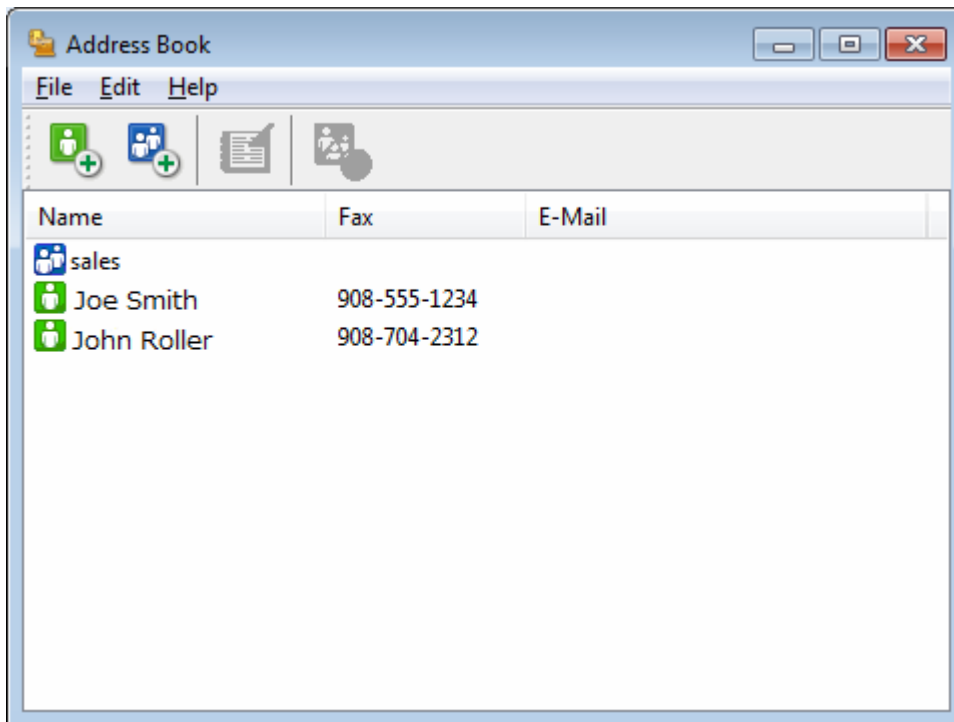 Address Book
File Edit Help
Name Fax E-Mail
sales
Joe Smith 908-555-1234
John Roller 908-704-2312